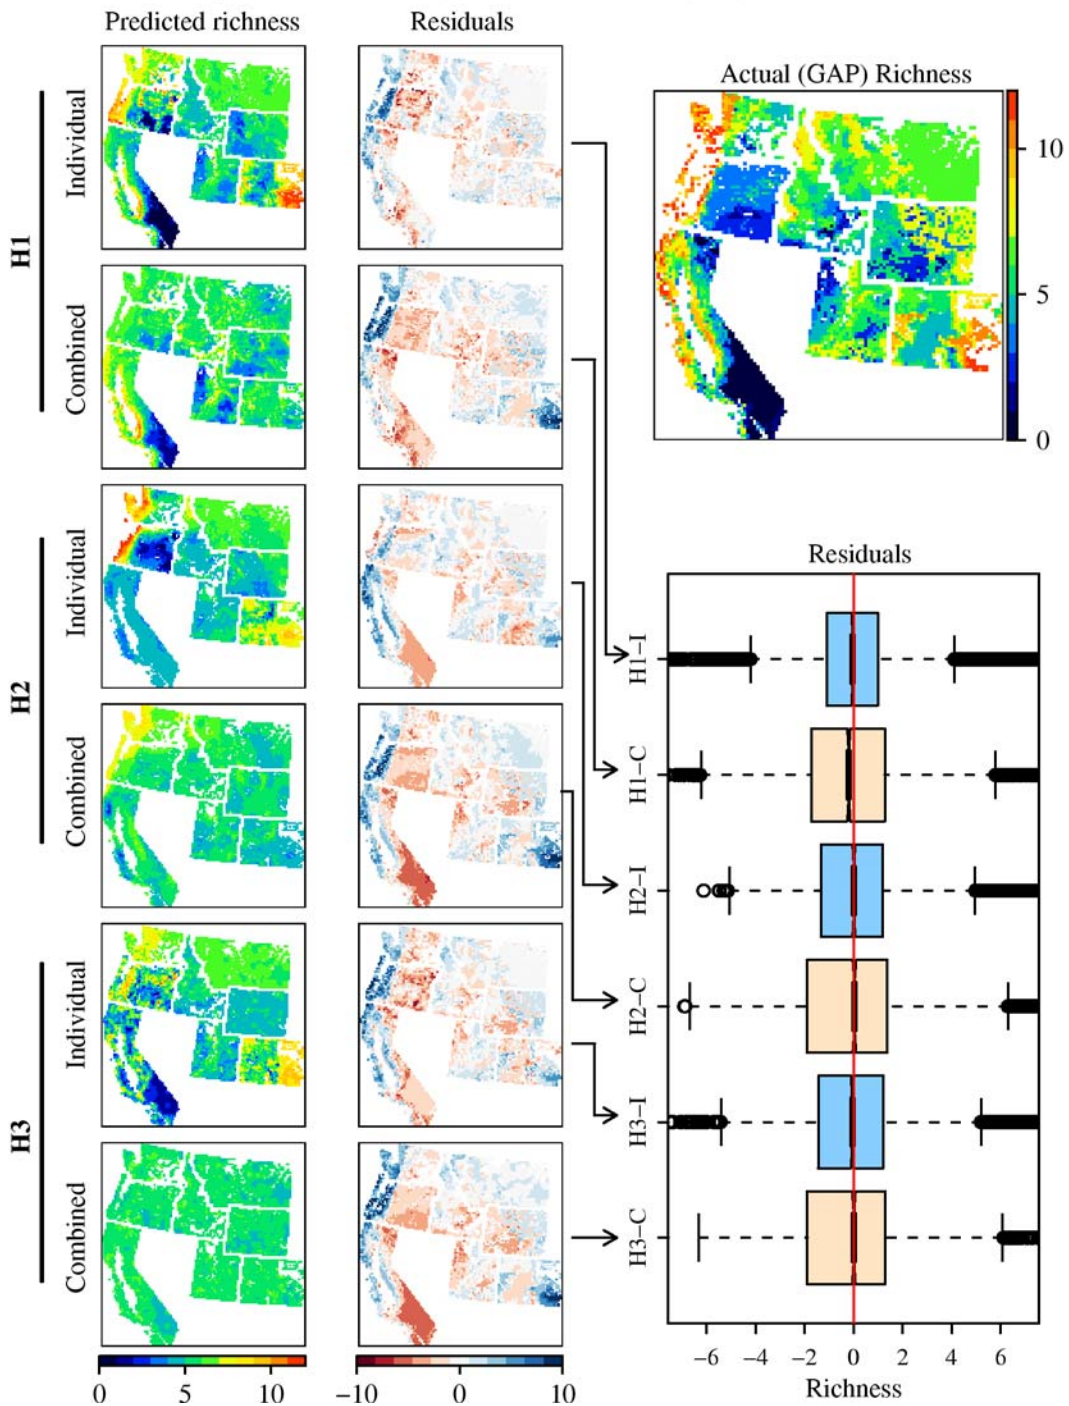 Predicted richness
Residuals
Actual (GAP) Richness
H1
Individual
Combined
H2
Individual
Combined
H3
Individual
Combined
10
5
0
Residuals
H1−I
H1−C
H2−I
H2−C
H3−I
H3−C
−6 −4 −2 0 2 4 6
Richness
0 5 10
−10 0 10